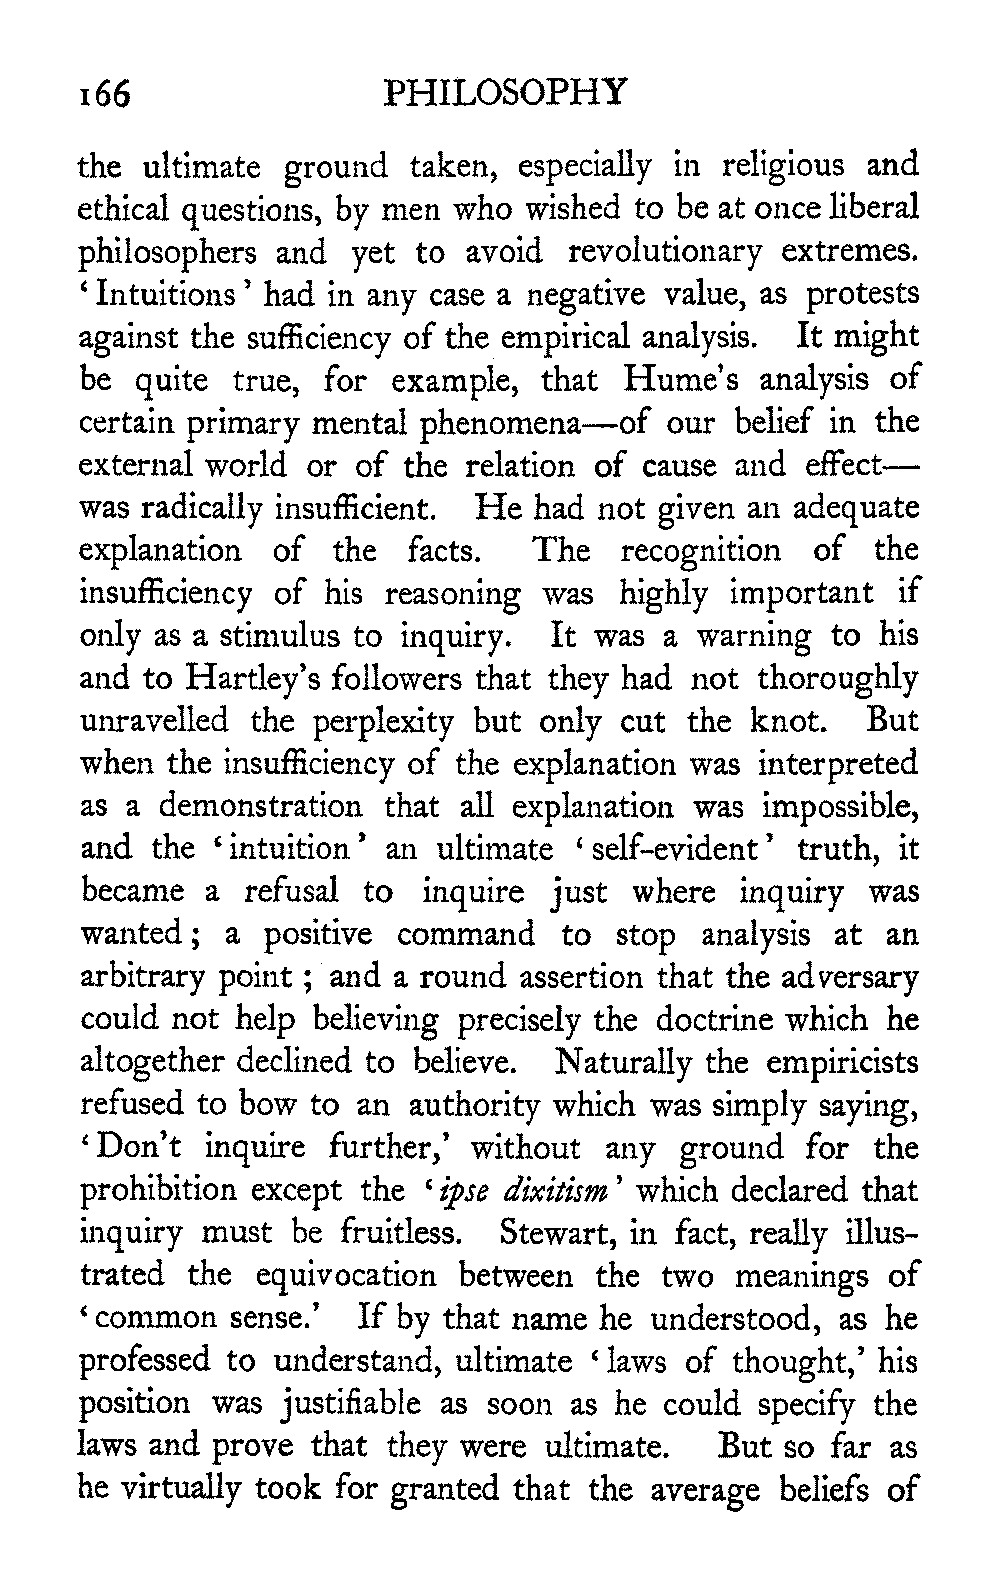 166 PHILOSOPHY
the ultimate ground taken, especially in religious and
ethical questions, by men who wished to be at once liberal
philosophers and yet to avoid revolutionary extremes.
‘Intuitions’ had in any case a negative value, as protests
against the sufficiency of the empirical analysis. It might
be quite true, for example, that Hume’s analysis of
certain primary mental phenomena—of our belief in the
external world or of the relation of cause and effect—
was radically insufficient. He had not given an adequate
explanation of the facts. The recognition of the
insufficiency of his reasoning was highly important if
only as a stimulus to inquiry. It was a warning to his
and to Hartley’s followers that they had not thoroughly
unravelled the perplexity but only cut the knot. But
when the insufficiency of the explanation was interpreted
as a demonstration that all explanation was impossible,
and the ‘intuition’ an ultimate ‘self-evident’ truth, it
became a refusal to inquire just where inquiry was
wanted; a positive command to stop analysis at an
arbitrary point; and a round assertion that the adversary
could not help believing precisely the doctrine which he
altogether declined to believe. Naturally the empiricists
refused to bow to an authority which was simply saying,
‘Don’t inquire further,’ without any ground for the
prohibition except the ‘ipse dixitism’ which declared that
inquiry must be fruitless. Stewart, in fact, really illus-
trated the equivocation between the two meanings of
‘common sense.’ If by that name he understood, as he
professed to understand, ultimate ‘laws of thought,’ his
position was justifiable as soon as he could specify the
laws and prove that they were ultimate. But so far as
he virtually took for granted that the average beliefs of